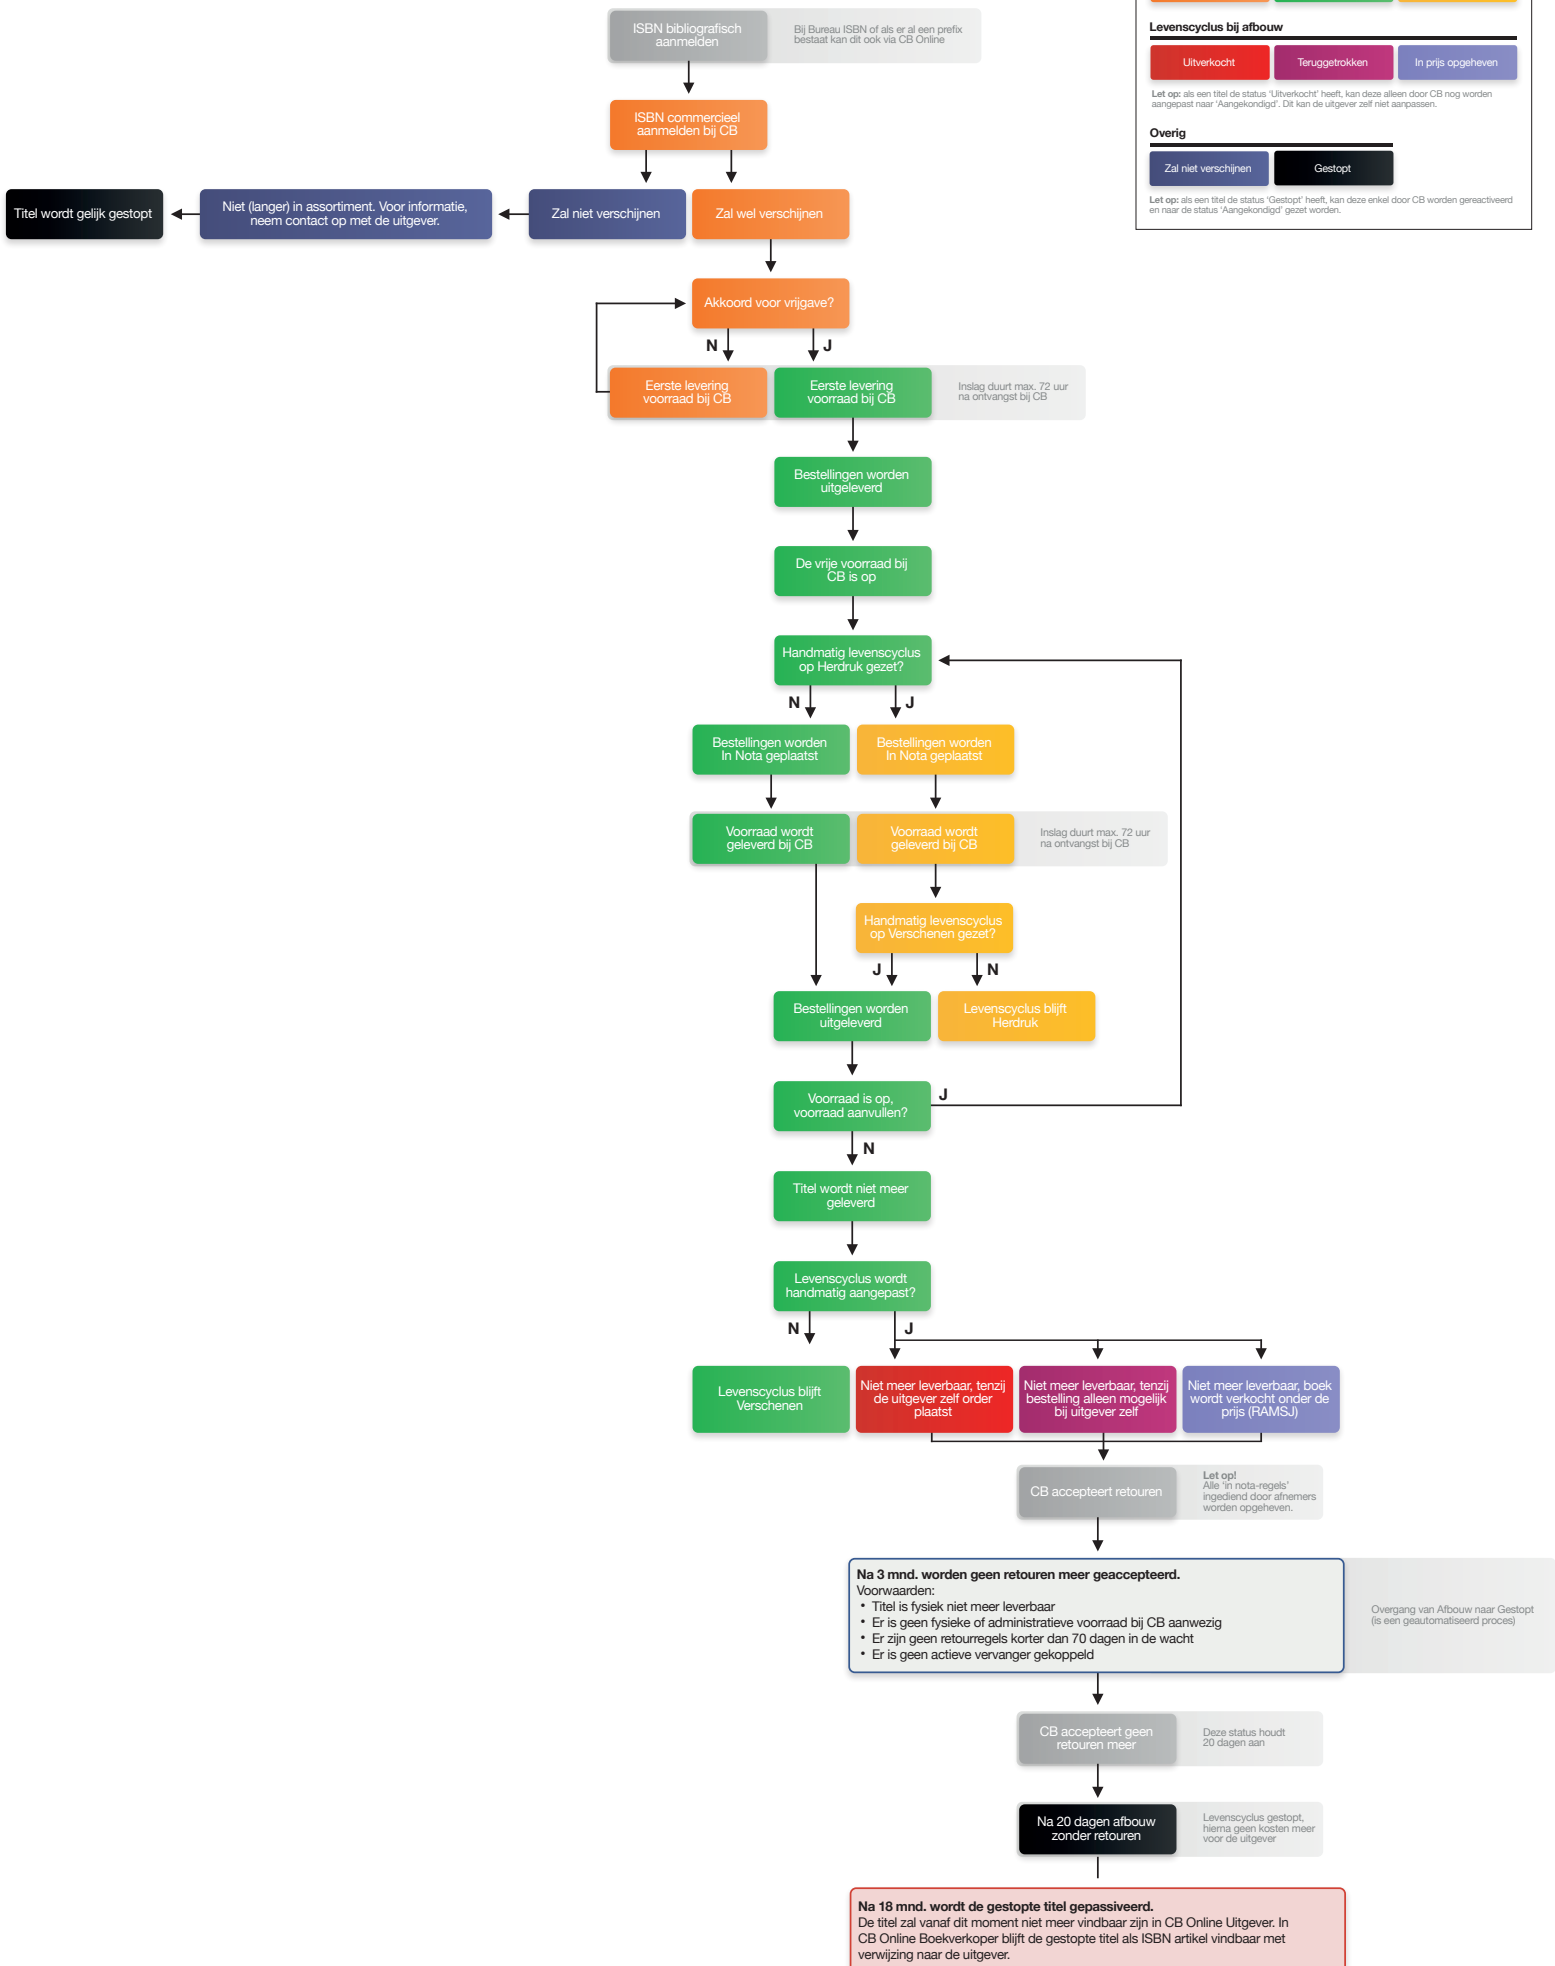 ISBN bibliografisch
aanmelden
Bij Bureau ISBN of als er al een prefix
bestaat kan dit ook via CB Online
Levenscyclus bij afbouw
Uitverkocht
Teruggetrokken
In prijs opgeheven
Let op: als een titel de status ‘Uitverkocht’ heeft, kan deze alleen door CB nog worden
aangepast naar ‘Aangekondigd’. Dit kan de uitgever zelf niet aanpassen.
Overig
Zal niet verschijnen
Gestopt
Let op: als een titel de status ‘Gestopt’ heeft, kan deze enkel door CB worden gereactiveerd
en naar de status ‘Aangekondigd’ gezet worden.
ISBN commercieel
aanmelden bij CB
Titel wordt gelijk gestopt
Niet (langer) in assortiment. Voor informatie,
neem contact op met de uitgever.
Zal niet verschijnen
Zal wel verschijnen
Akkoord voor vrijgave?
N
J
Eerste levering
voorraad bij CB
Eerste levering
voorraad bij CB
Inslag duurt max. 72 uur
na ontvangst bij CB
Bestellingen worden
uitgeleverd
De vrije voorraad bij
CB is op
Handmatig levenscyclus
op Herdruk gezet?
N
J
Bestellingen worden
In Nota geplaatst
Bestellingen worden
In Nota geplaatst
Voorraad wordt
geleverd bij CB
Voorraad wordt
geleverd bij CB
Inslag duurt max. 72 uur
na ontvangst bij CB
Handmatig levenscyclus
op Verschenen gezet?
J
N
Bestellingen worden
uitgeleverd
Levenscyclus blijft
Herdruk
Voorraad is op,
voorraad aanvullen?
J
N
Titel wordt niet meer
geleverd
Levenscyclus wordt
handmatig aangepast?
N
J
Levenscyclus blijft
Verschenen
Niet meer leverbaar, tenzij
de uitgever zelf order
plaatst
Niet meer leverbaar, tenzij
bestelling alleen mogelijk
bij uitgever zelf
Niet meer leverbaar, boek
wordt verkocht onder de
prijs (RAMSJ)
CB accepteert retouren
Let op!
Alle ‘in nota-regels’
ingediend door afnemers
worden opgeheven.
Na 3 mnd. worden geen retouren meer geaccepteerd.
Voorwaarden:
• Titel is fysiek niet meer leverbaar
• Er is geen fysieke of administratieve voorraad bij CB aanwezig
• Er zijn geen retourregels korter dan 70 dagen in de wacht
• Er is geen actieve vervanger gekoppeld
Overgang van Afbouw naar Gestopt
(is een geautomatiseerd proces)
CB accepteert geen
retouren meer
Deze status houdt
20 dagen aan
Na 20 dagen afbouw
zonder retouren
Levenscyclus gestopt,
hierna geen kosten meer
voor de uitgever
Na 18 mnd. wordt de gestopte titel gepassiveerd.
De titel zal vanaf dit moment niet meer vindbaar zijn in CB Online Uitgever. In
CB Online Boekverkoper blijft de gestopte titel als ISBN artikel vindbaar met
verwijzing naar de uitgever.